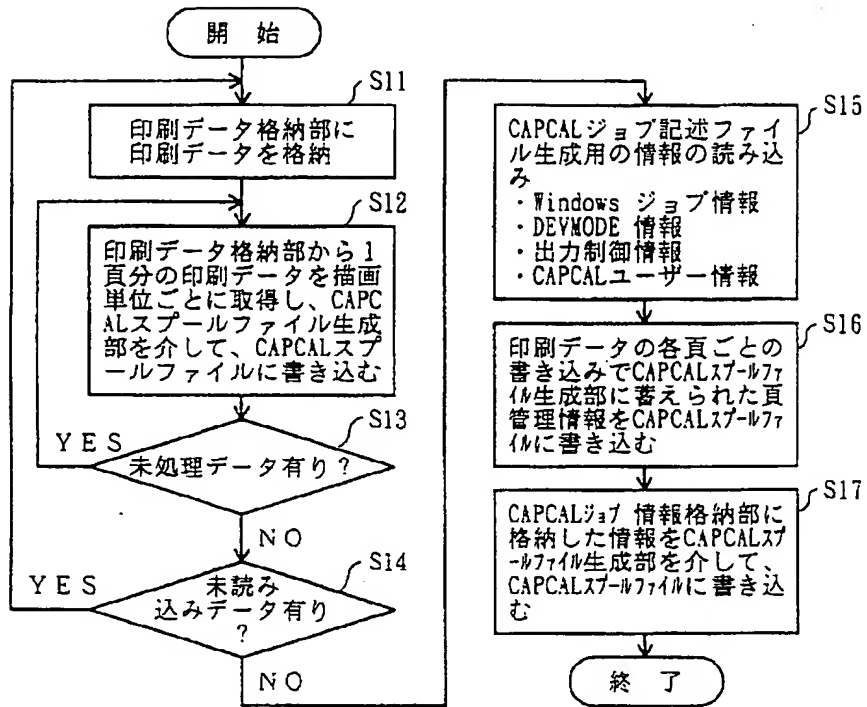 開 始
S11
印刷データ格納部に
印刷データを格納
S12
印刷データ格納部から1
頁分の印刷データを描画
単位ごとに取得し、CAPC
ALスプールファイル生成
部を介して、CAPCALスプ
ールファイルに書き込む
S13
YES
未処理データ有り?
NO
S14
YES
未読み
込みデータ有り
?
NO
S15
CAPCALジョブ記述ファイ
ル生成用の情報の読み込
み
・Windows ジョブ情報
・DEVMODE 情報
・出力制御情報
・CAPCALユーザー情報
S16
印刷データの各頁ごとの
書き込みでCAPCALスプールファ
イル生成部に蓄えられた頁
管理情報をCAPCALスプールファ
イルに書き込む
S17
CAPCALジョブ 情報格納部に
格納した情報をCAPCALスプ
ールファイル生成部を介して、
CAPCALスプールファイルに書き込
む
終 了